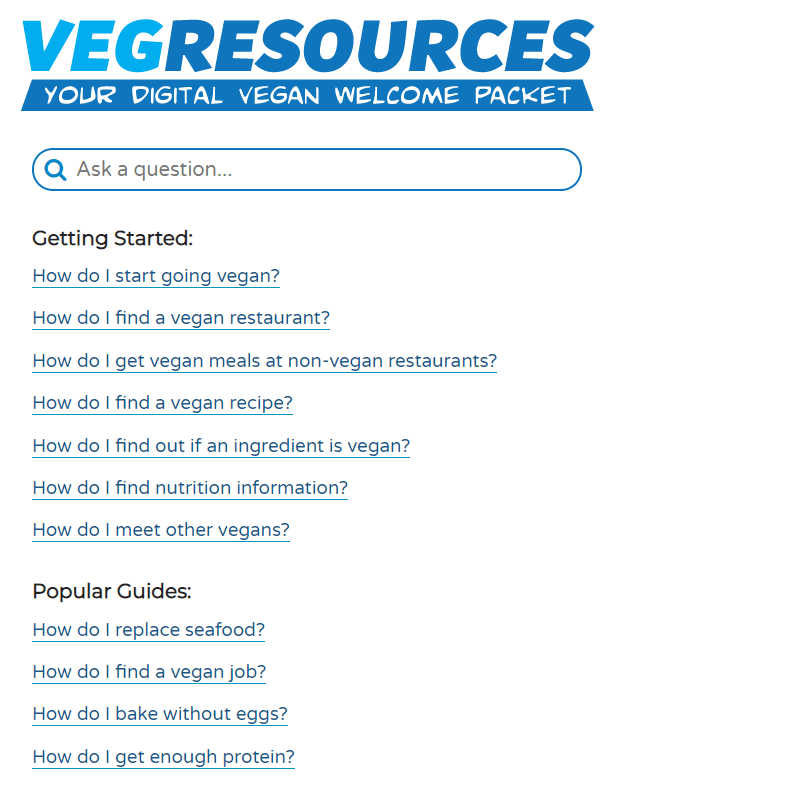 VEGRESOURCES
YOUR DIGITAL VEGAN WELCOME PACKET
Ask a question...
Getting Started:
How do I start going vegan?
How do I find a vegan restaurant?
How do I get vegan meals at non-vegan restaurants?
How do I find a vegan recipe?
How do I find out if an ingredient is vegan?
How do I find nutrition information?
How do I meet other vegans?
Popular Guides:
How do I replace seafood?
How do I find a vegan job?
How do I bake without eggs?
How do I get enough protein?